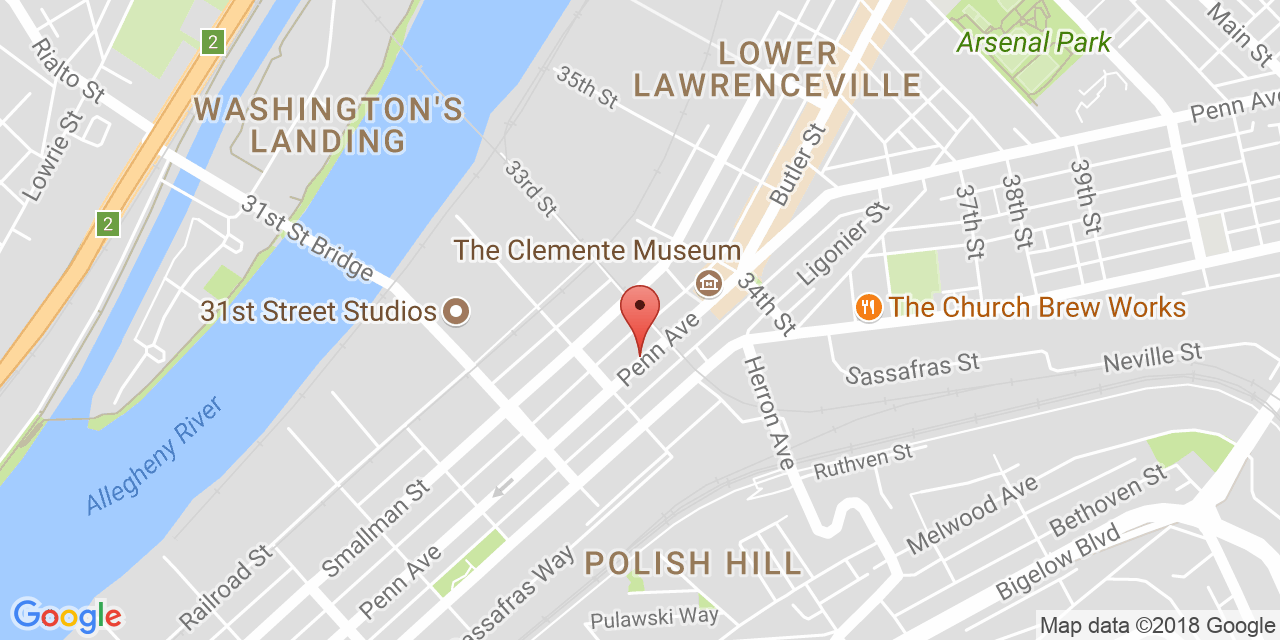 2
Arsenal Park
Main St
Rialto St
LOWER
LAWRENCEVILLE
35th St
WASHINGTON'S
LANDING
Penn Ave
Lowrie St
Butler St
33rd St
39th St
38th St
37th St
2
31st St Bridge
Ligonier St
The Clemente Museum
34th St
31st Street Studios
The Church Brew Works
Penn Ave
Neville St
Sassafras St
Herron Ave
Allegheny River
Ruthven St
Smallman St
Melwood Ave
Bethoven St
Bigelow Blvd
Railroad St
Penn Ave
Sassafras Way
POLISH HILL
Pulawski Way
Google
Map data ©2018 Google